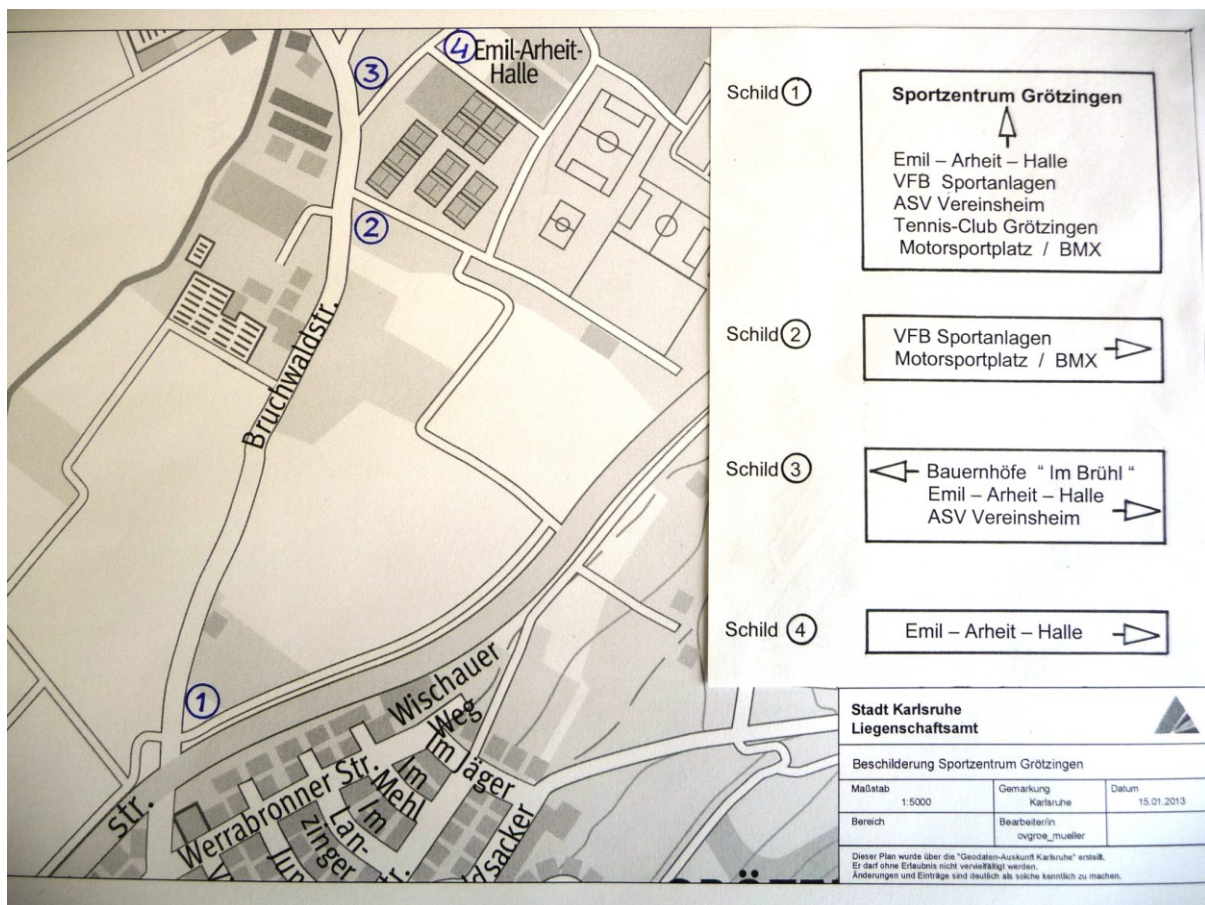 3
4
Emil-Arheit-
Halle
2
Bruchwaldstr.
1
Wischauer
Weg
Im Jäger
Im
Mehl
Im
Werrabronner Str.
Lan-
zinger
str.
dsacker
Schild 1
Sportzentrum Grötzingen
Emil – Arheit – Halle
VFB Sportanlagen
ASV Vereinsheim
Tennis-Club Grötzingen
Motorsportplatz / BMX
Schild 2
VFB Sportanlagen
Motorsportplatz / BMX
Schild 3
Bauernhöfe “ Im Brühl “
Emil – Arheit – Halle
ASV Vereinsheim
Schild 4
Emil – Arheit – Halle
Stadt Karlsruhe
Liegenschaftsamt
Beschilderung Sportzentrum Grötzingen
Maßstab
1:5000
Gemarkung
Karlsruhe
Datum
15.01.2013
Bereich
Bearbeiter/in
ovgroe_mueller
Dieser Plan wurde über die "Geodaten-Auskunft Karlsruhe" erstellt.
Er darf ohne Erlaubnis nicht vervielfältigt werden.
Änderungen und Einträge sind deutlich als solche kenntlich zu machen.